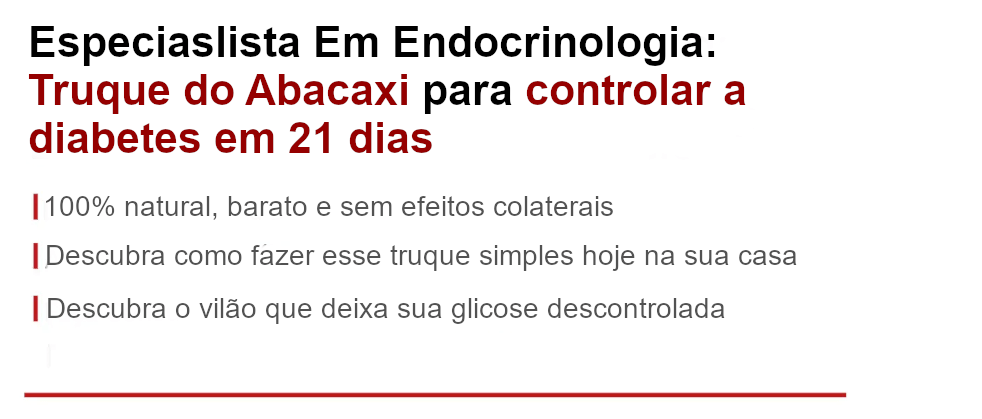 Especiaslista Em Endocrinologia:
Truque do Abacaxi para controlar a
diabetes em 21 dias
100% natural, barato e sem efeitos colaterais
Descubra como fazer esse truque simples hoje na sua casa
Descubra o vilão que deixa sua glicose descontrolada